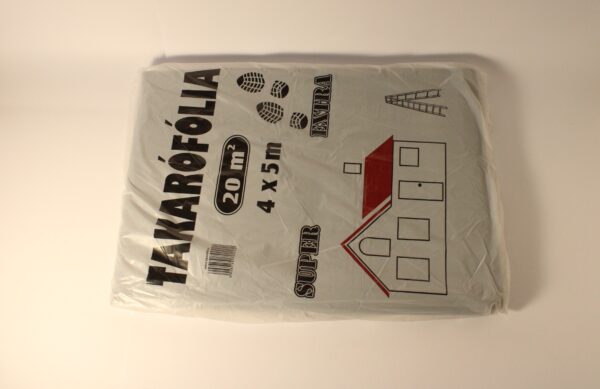 TAKARÓFÓLIA
20 m²
4 x 5m
SUPER
EXTRA